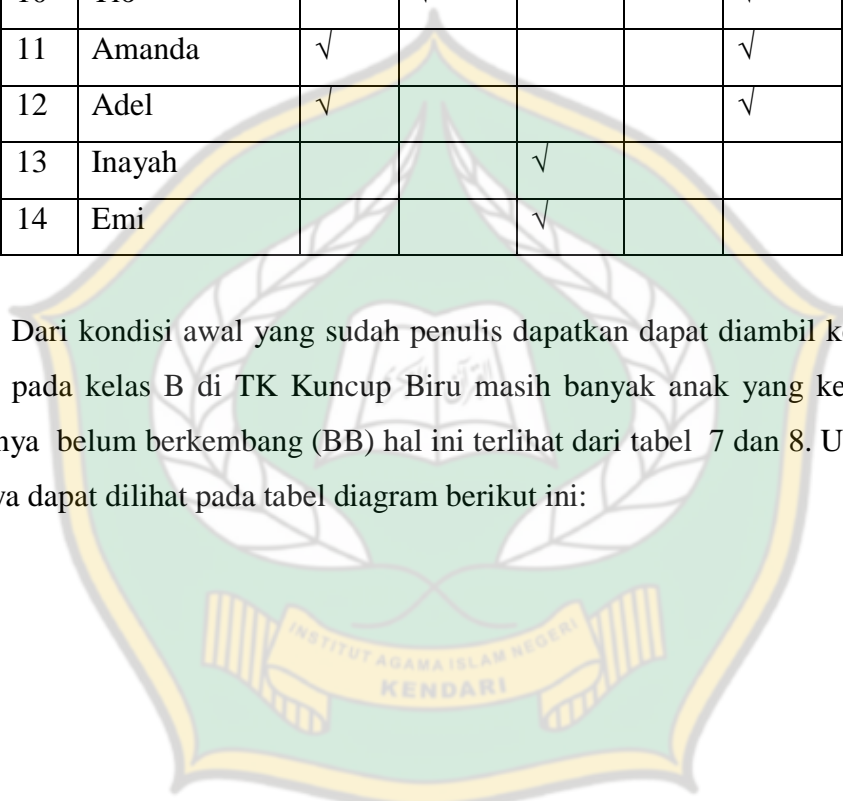 11 Amanda √ √
12 Adel √ √
13 Inayah √
14 Emi √
Dari kondisi awal yang sudah penulis dapatkan dapat diambil
pada kelas B di TK Kuncup Biru masih banyak anak yang
belum berkembang (BB) hal ini terlihat dari tabel 7 dan 8.
dapat dilihat pada tabel diagram berikut ini:
INSTITUT AGAMA ISLAM NEGERI
KENDARI